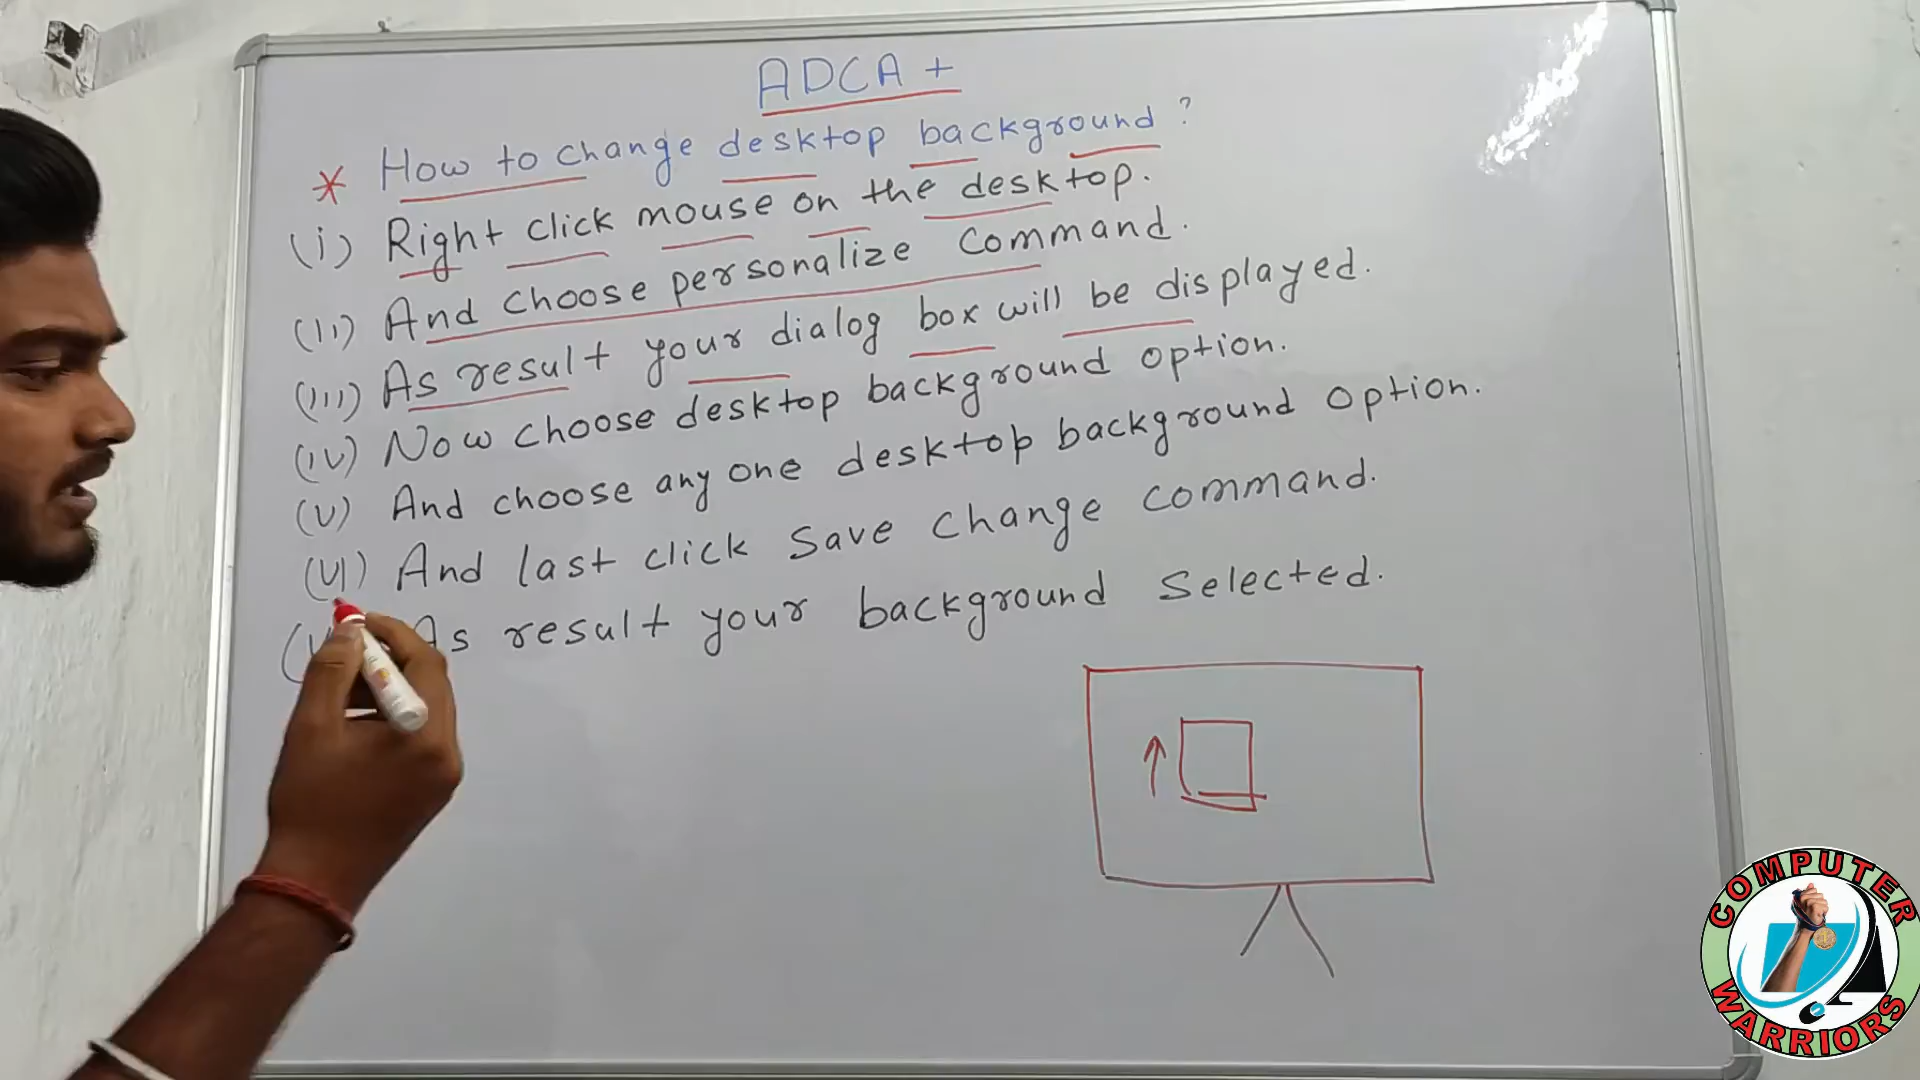 ADCA +
* How to change desktop background?
(i) Right click mouse on the desktop.
(ii) And choose personalize Command.
(iii) As result your dialog box will be displayed.
(iv) Now choose desktop background option.
(v) And choose any one desktop background option.
(vi) And last click Save change command.
As result your background Selected.
COMPUTER
WARRIORS